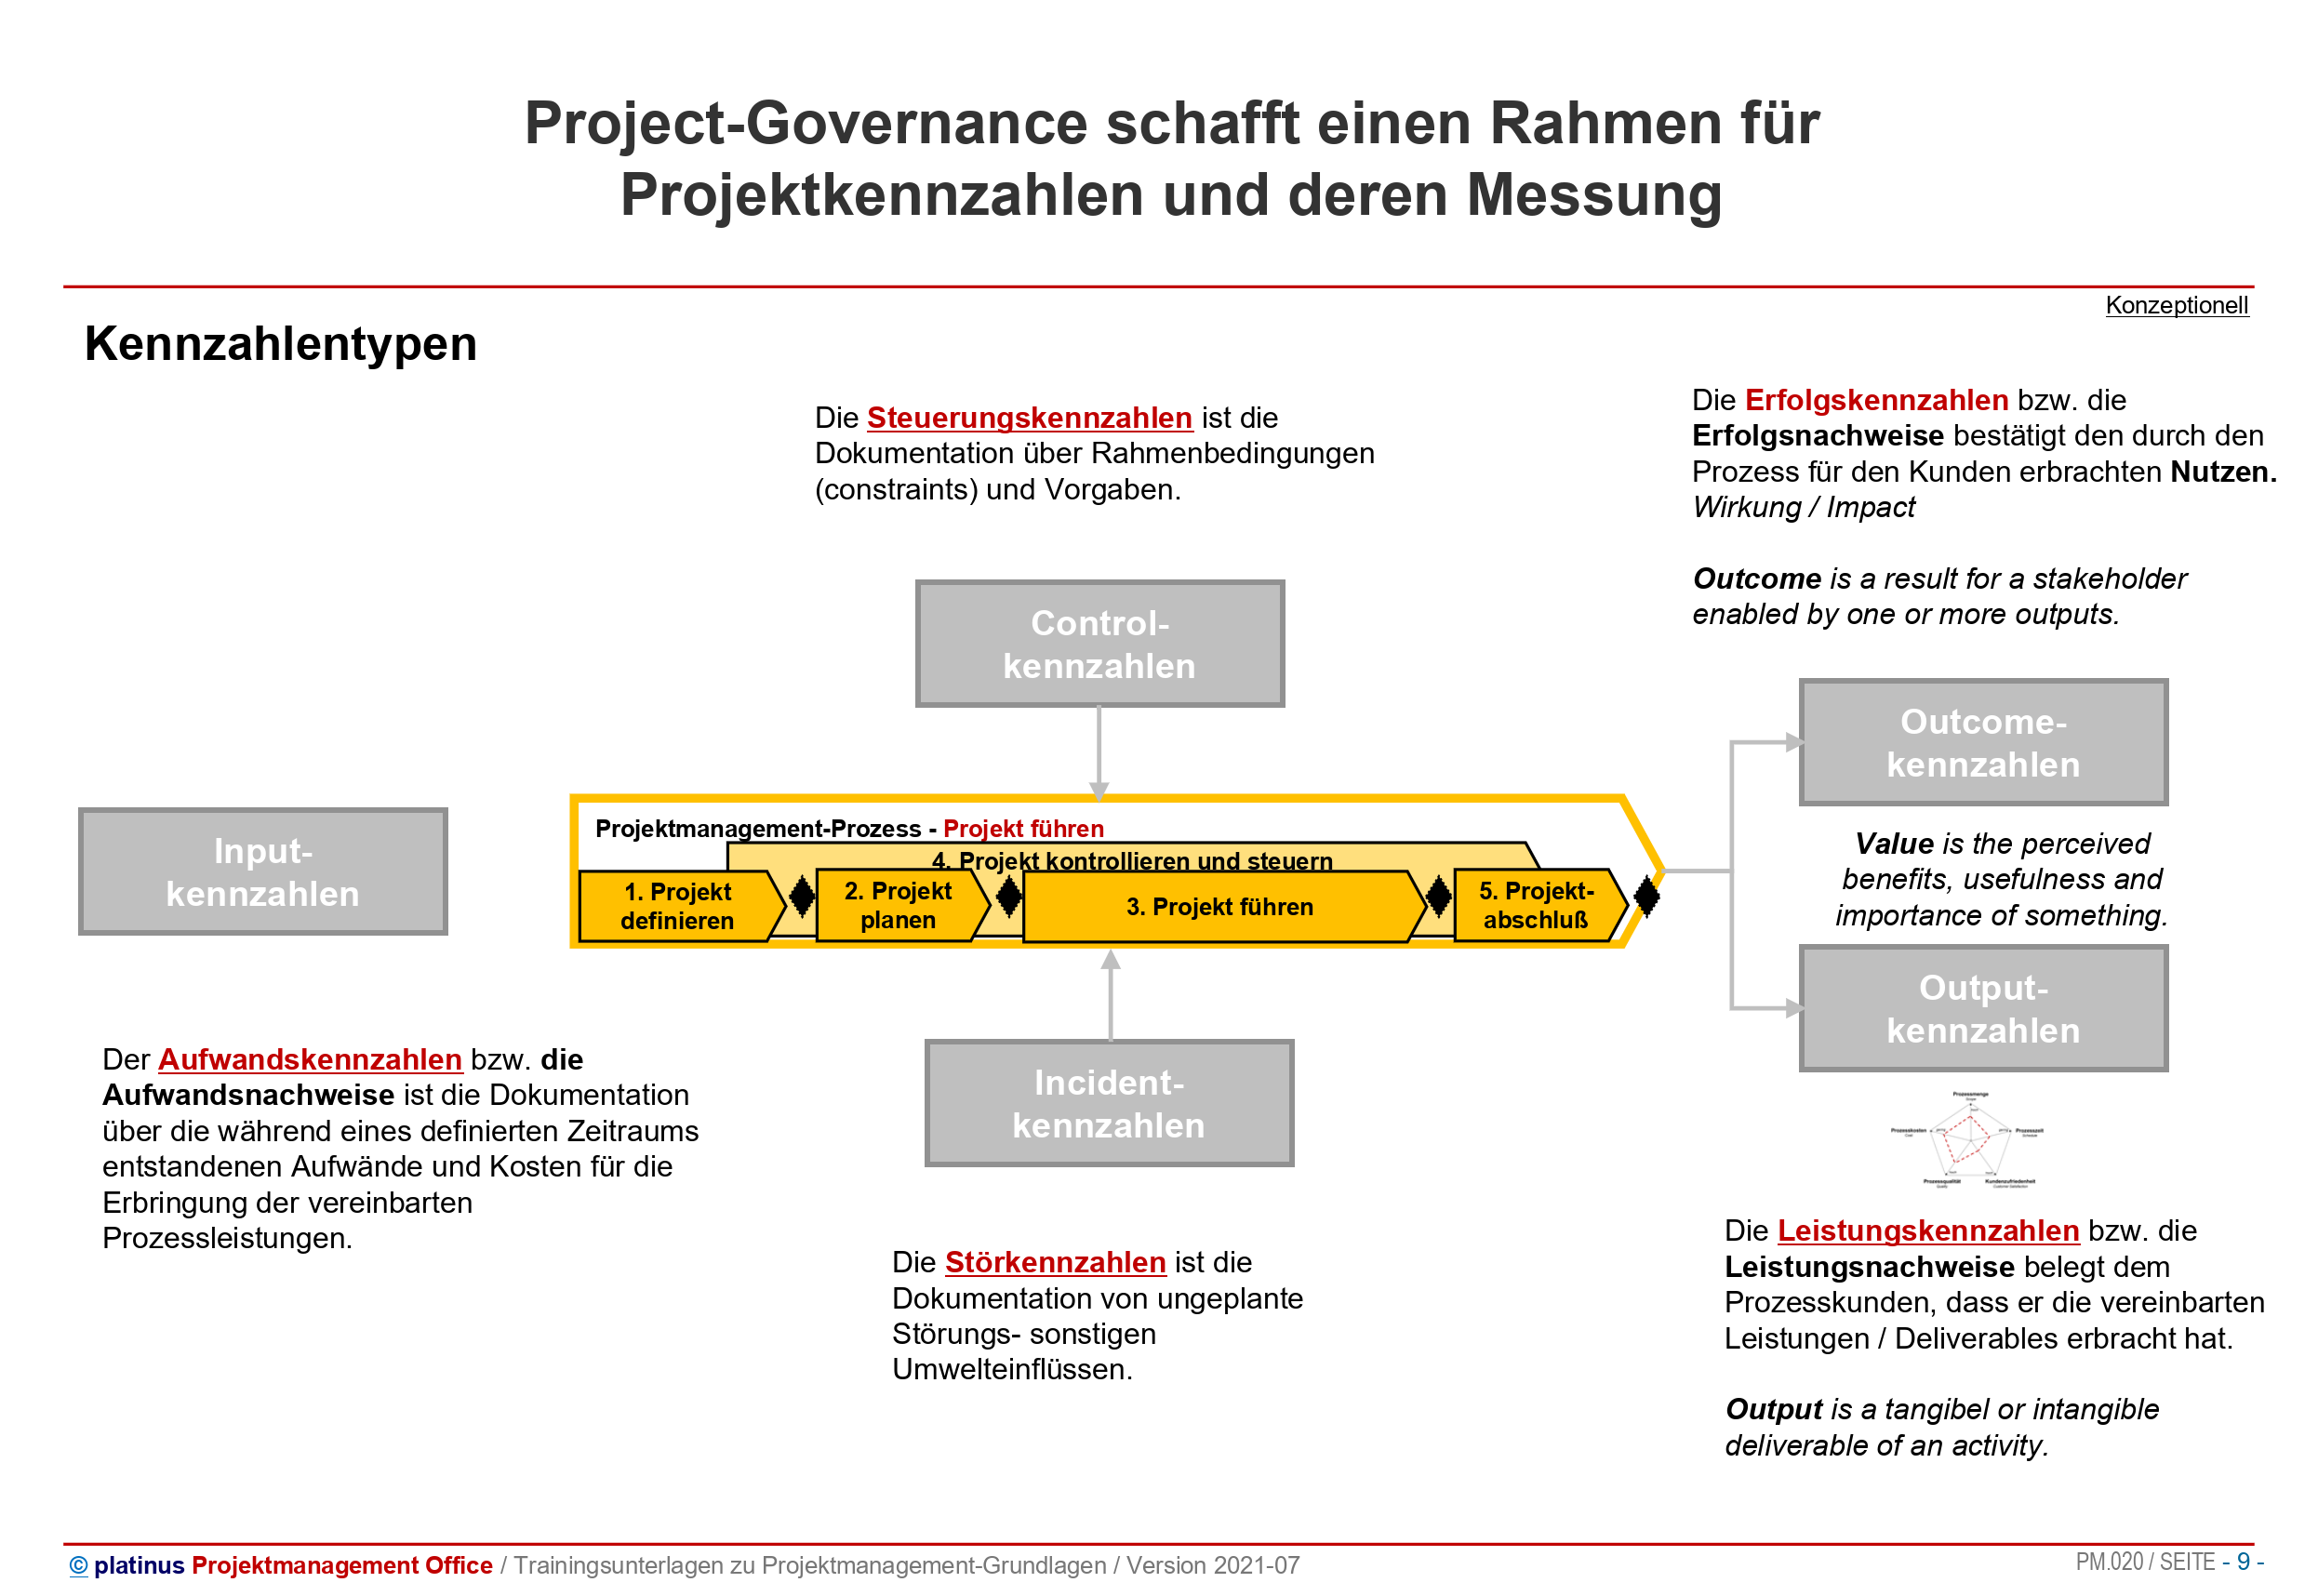 Project-Governance schafft einen Rahmen für
Projektkennzahlen und deren Messung
Konzeptionell
Kennzahlentypen
Die Steuerungskennzahlen ist die
Dokumentation über Rahmenbedingungen
(constraints) und Vorgaben.
Die Erfolgskennzahlen bzw. die
Erfolgsnachweise bestätigt den durch den
Prozess für den Kunden erbrachten Nutzen.
Wirkung / Impact
Outcome is a result for a stakeholder
enabled by one or more outputs.
Control-
kennzahlen
Outcome-
kennzahlen
Input-
kennzahlen
Projektmanagement-Prozess - Projekt führen
4. Projekt kontrollieren und steuern
1. Projekt
definieren
2. Projekt
planen
3. Projekt führen
5. Projekt-
abschluß
Value is the perceived
benefits, usefulness and
importance of something.
Output-
kennzahlen
Incident-
kennzahlen
Der Aufwandskennzahlen bzw. die
Aufwandsnachweise ist die Dokumentation
über die während eines definierten Zeitraums
entstandenen Aufwände und Kosten für die
Erbringung der vereinbarten
Prozessleistungen.
Prozessmenge
Prozesskosten
Prozesszeit
Prozessqualität
Kundenzufriedenheit
Die Störkennzahlen ist die
Dokumentation von ungeplante
Störungs- sonstigen
Umwelteinflüssen.
Die Leistungskennzahlen bzw. die
Leistungsnachweise belegt dem
Prozesskunden, dass er die vereinbarten
Leistungen / Deliverables erbracht hat.
Output is a tangibel or intangible
deliverable of an activity.
© platinus Projektmanagement Office / Trainingsunterlagen zu Projektmanagement-Grundlagen / Version 2021-07
PM.020 / SEITE - 9 -